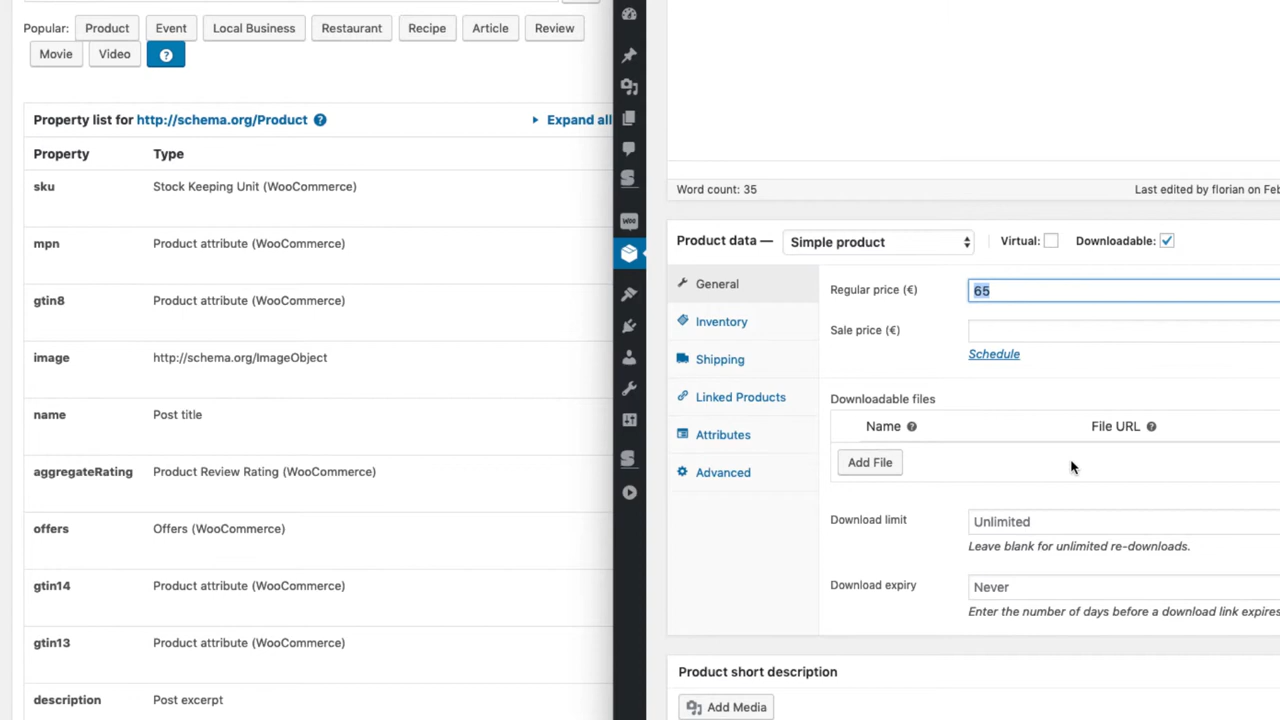 Popular: Product Event Local Business Restaurant Recipe Article Review
Movie Video ?
Property list for http://schema.org/Product ? Expand all
Property Type
sku Stock Keeping Unit (WooCommerce)
mpn Product attribute (WooCommerce)
gtin8 Product attribute (WooCommerce)
image http://schema.org/ImageObject
name Post title
aggregateRating Product Review Rating (WooCommerce)
offers Offers (WooCommerce)
gtin14 Product attribute (WooCommerce)
gtin13 Product attribute (WooCommerce)
description Post excerpt
Woo
Word count: 35 Last edited by florian on Feb
Product data — Simple product Virtual: Downloadable:
General
Inventory
Shipping
Linked Products
Attributes
Advanced
Regular price (€) 65
Sale price (€)
Schedule
Downloadable files
Name ? File URL ?
Add File
Download limit Unlimited
Leave blank for unlimited re-downloads.
Download expiry Never
Enter the number of days before a download link expires
Product short description
Add Media